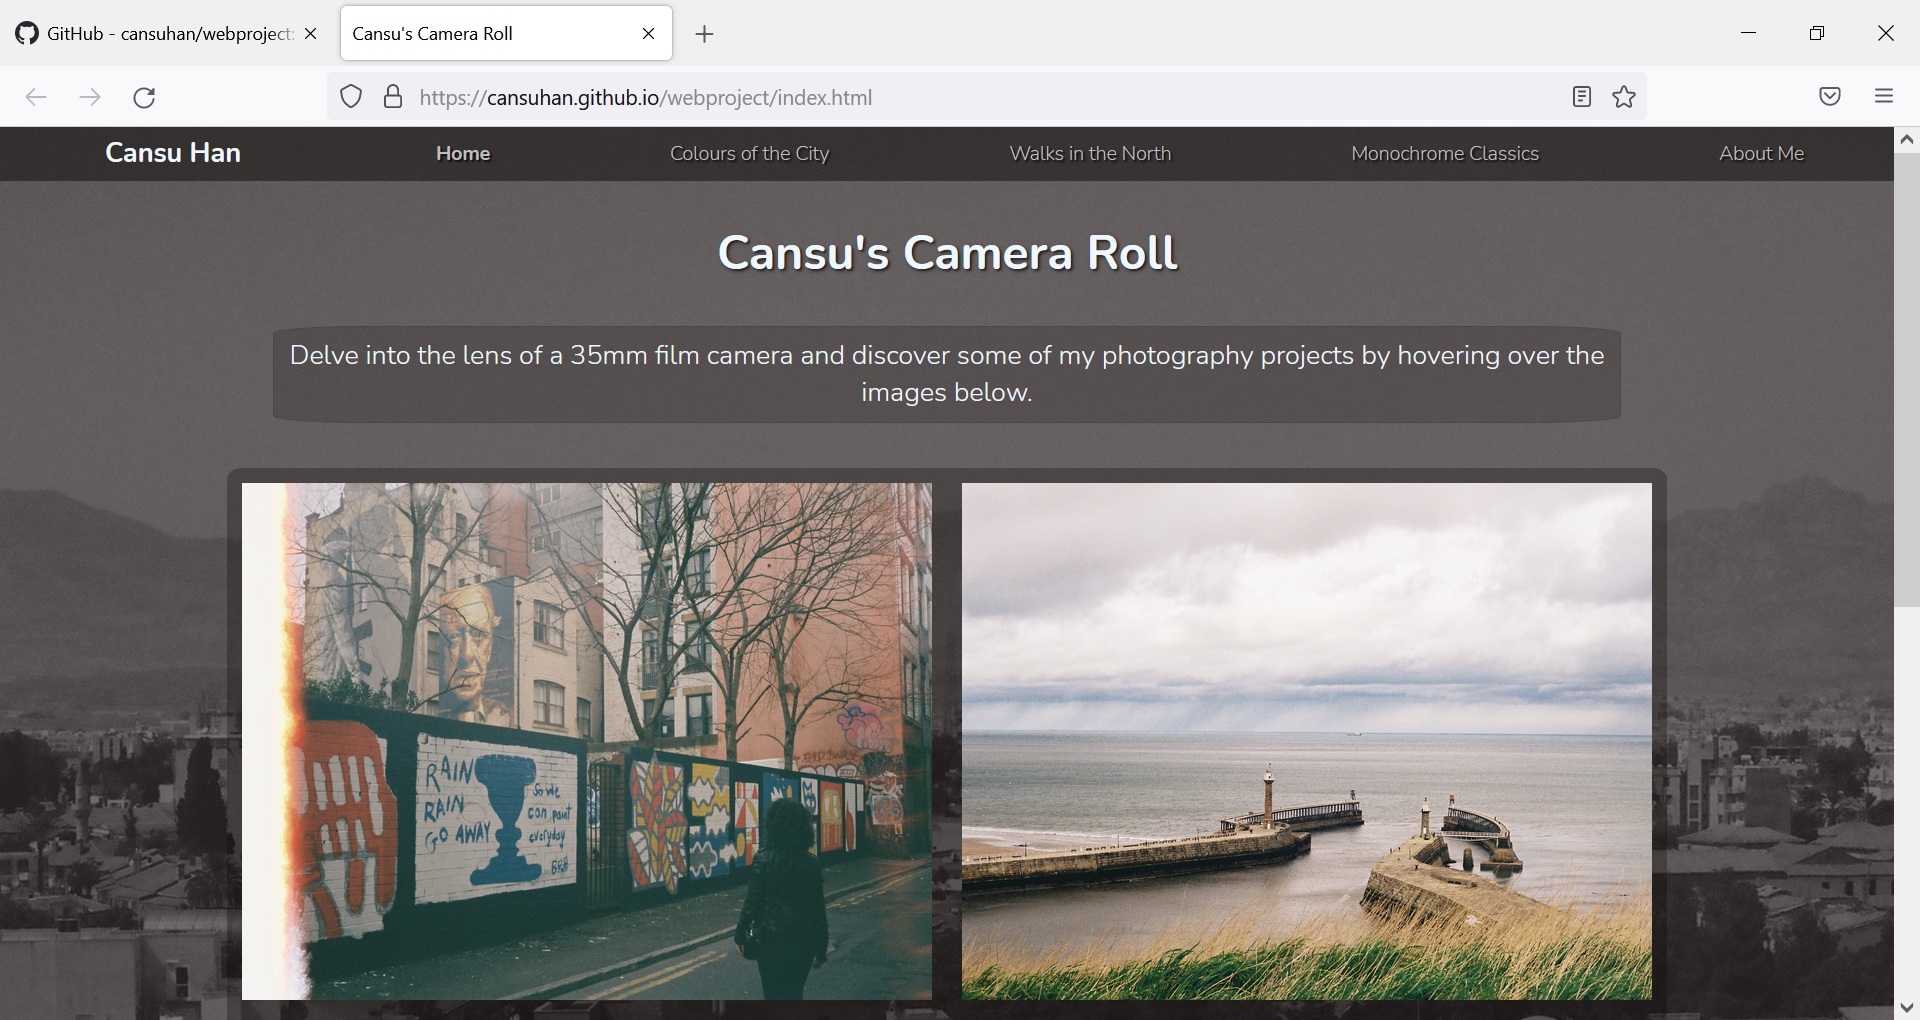 GitHub - cansuhan/webproject:
Cansu's Camera Roll
https://cansuhan.github.io/webproject/index.html
Cansu Han
Home
Colours of the City
Walks in the North
Monochrome Classics
About Me
Cansu's Camera Roll
Delve into the lens of a 35mm film camera and discover some of my photography projects by hovering over the
images below.
RAIN
RAIN
GO AWAY
So we
can paint
everyday